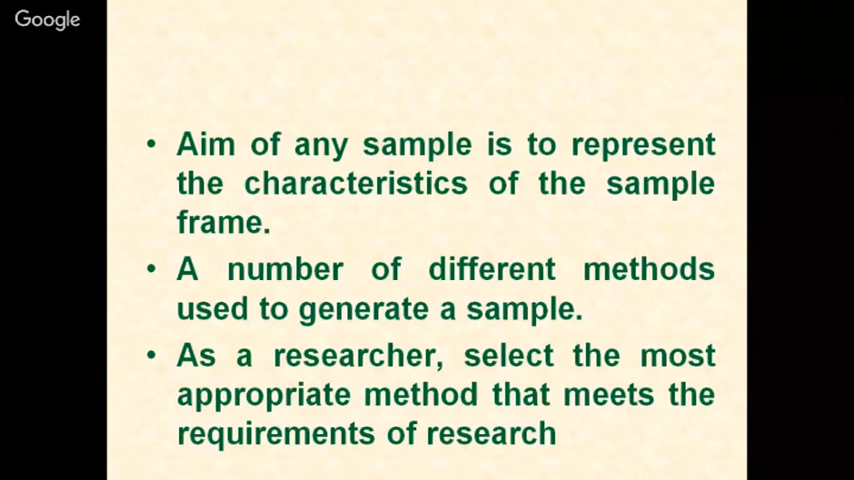 Google
• Aim of any sample is to represent
the characteristics of the sample
frame.
• A number of different methods
used to generate a sample.
• As a researcher, select the most
appropriate method that meets the
requirements of research